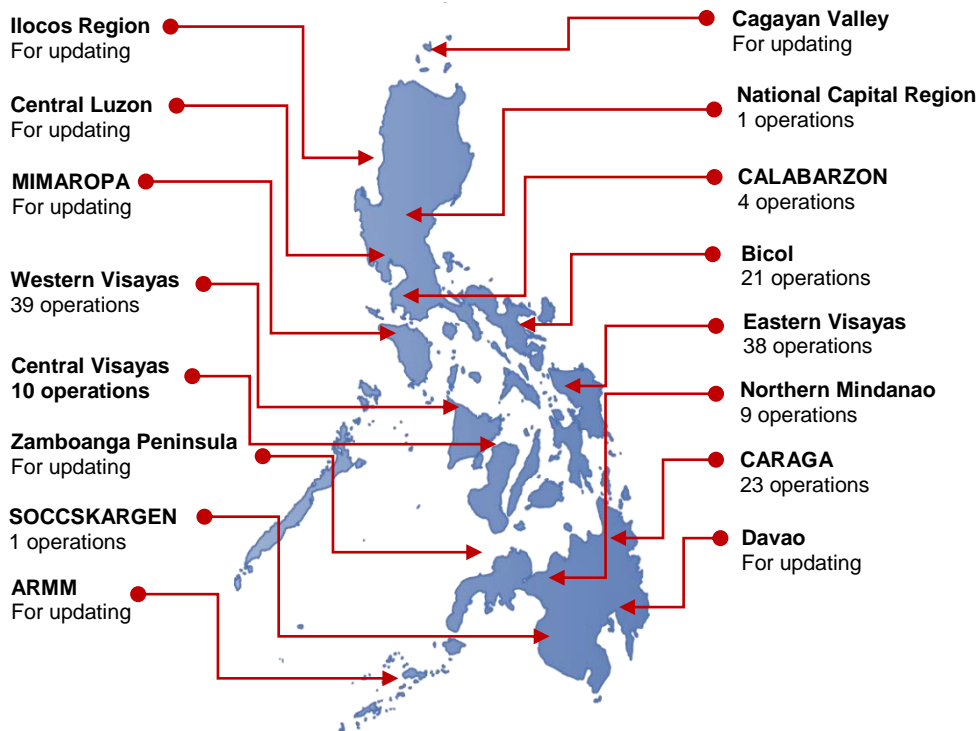 Ilocos Region
For updating
Central Luzon
For updating
MIMAROPA
For updating
Western Visayas
39 operations
Central Visayas
10 operations
Zamboanga Peninsula
For updating
SOCCSKARGEN
1 operations
ARMM
For updating
Cagayan Valley
For updating
National Capital Region
1 operations
CALABARZON
4 operations
Bicol
21 operations
Eastern Visayas
38 operations
Northern Mindanao
9 operations
CARAGA
23 operations
Davao
For updating